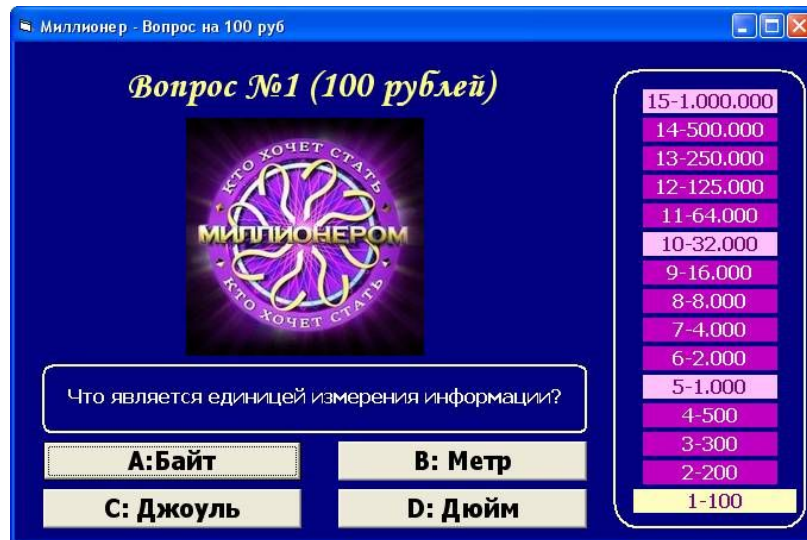 Миллионер - Вопрос на 100 руб
Вопрос №1 (100 рублей)
КТО ХОЧЕТ СТАТЬ
МИЛЛИОНЕРОМ
КТО ХОЧЕТ СТАТЬ
Что является единицей измерения информации?
A:Байт
B: Метр
C: Джоуль
D: Дюйм
15-1.000.000
14-500.000
13-250.000
12-125.000
11-64.000
10-32.000
9-16.000
8-8.000
7-4.000
6-2.000
5-1.000
4-500
3-300
2-200
1-100